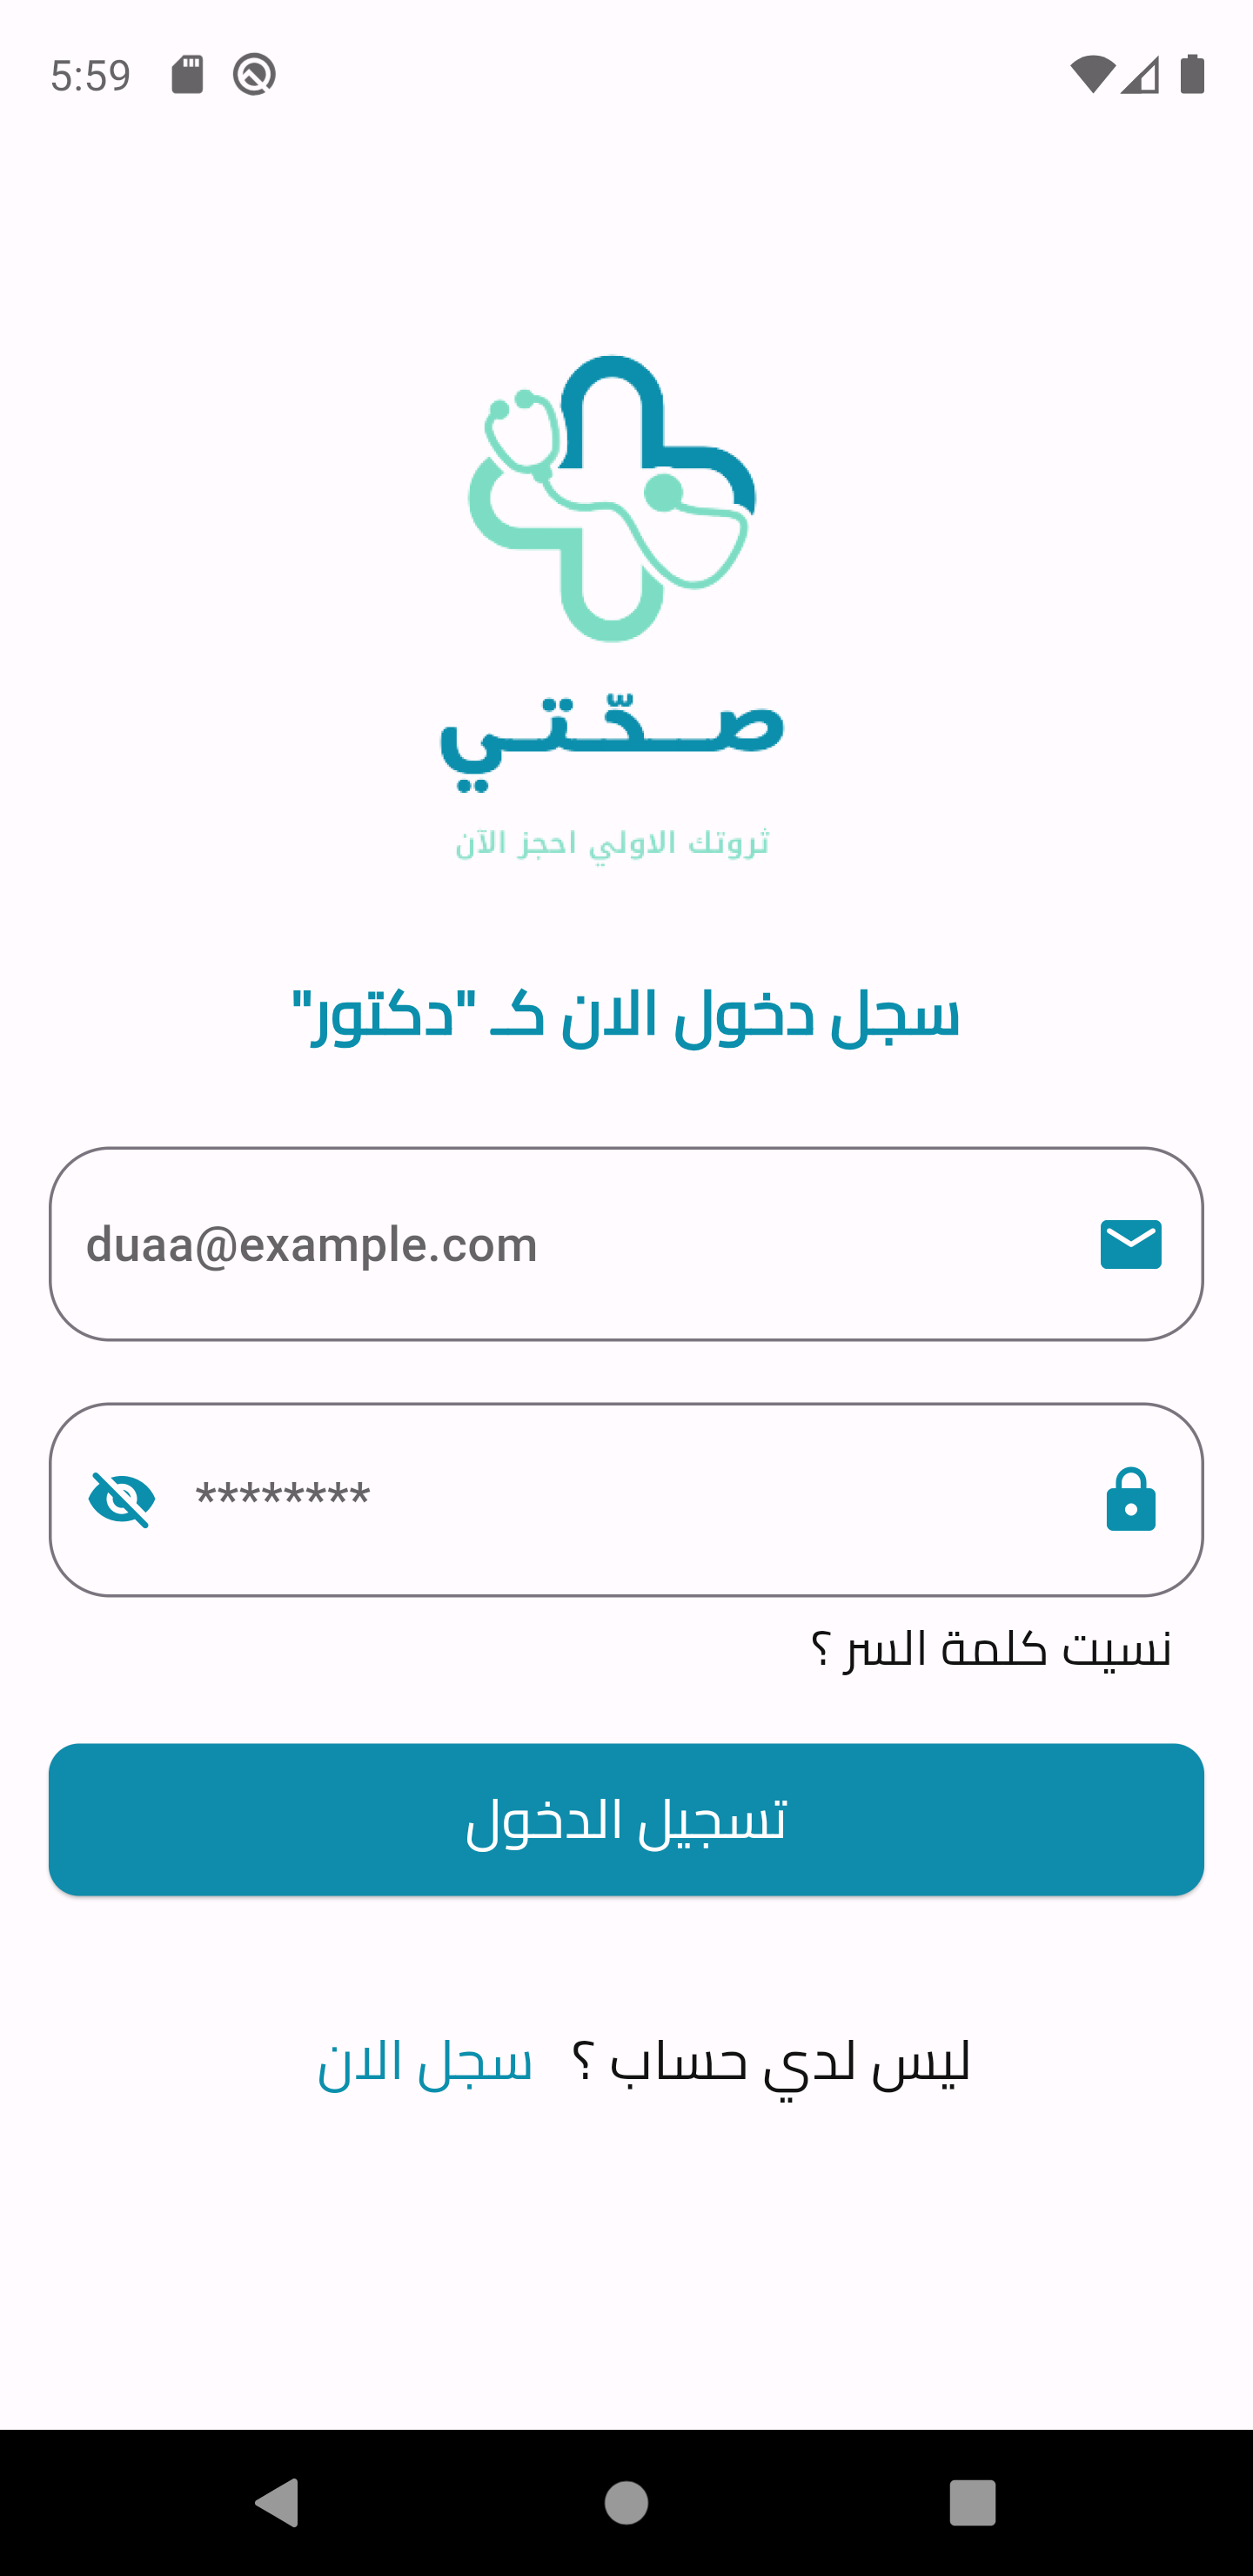 5:59
صــحّـتـي
ثروتك الاولي احجز الآن
سجل دخول الان كـ "دكتور"
duaa@example.com
********
نسيت كلمة السر ؟
تسجيل الدخول
ليس لدي حساب ؟ سجل الان